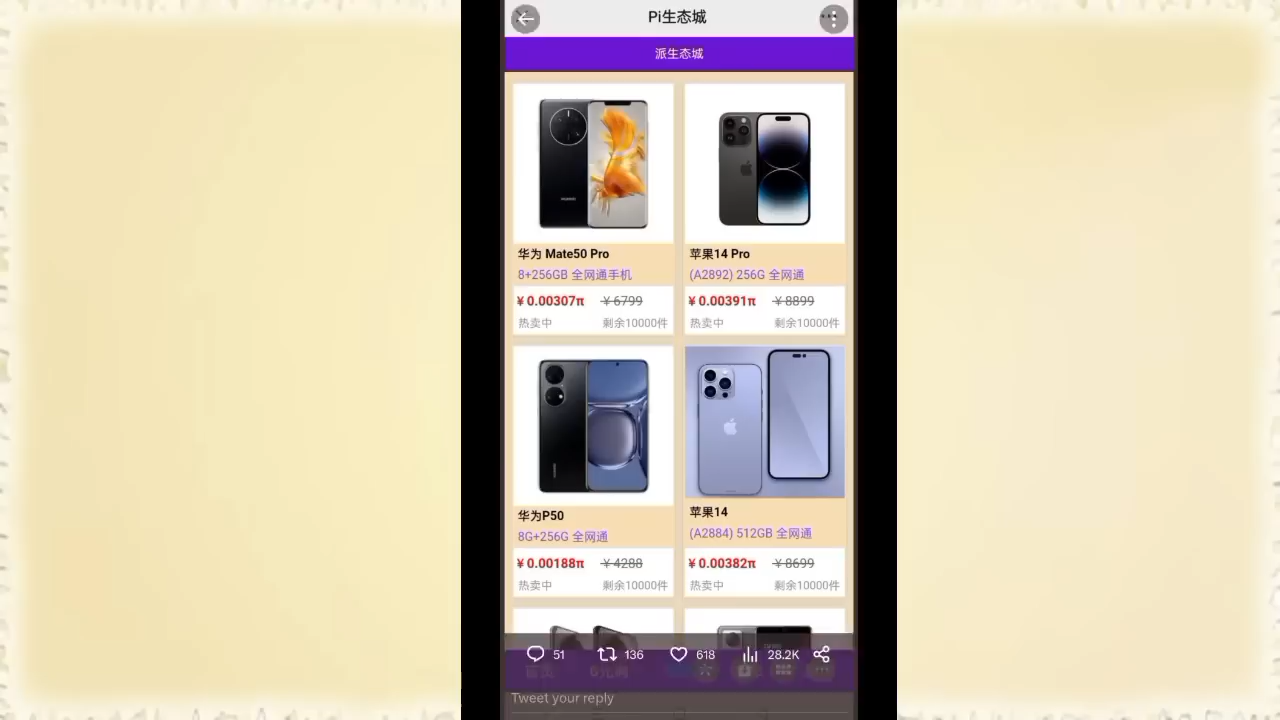 Pi生态城
派生态城
华为 Mate50 Pro
8+256GB 全网通手机
¥ 0.00307π ¥6799
热卖中 剩余10000件
苹果14 Pro
(A2892) 256G 全网通
¥ 0.00391π ¥8899
热卖中 剩余10000件
华为P50
8G+256G 全网通
¥ 0.00188π ¥4288
热卖中 剩余10000件
苹果14
(A2884) 512GB 全网通
¥ 0.00382π ¥8699
热卖中 剩余10000件
51 136 618 28.2K
Tweet your reply